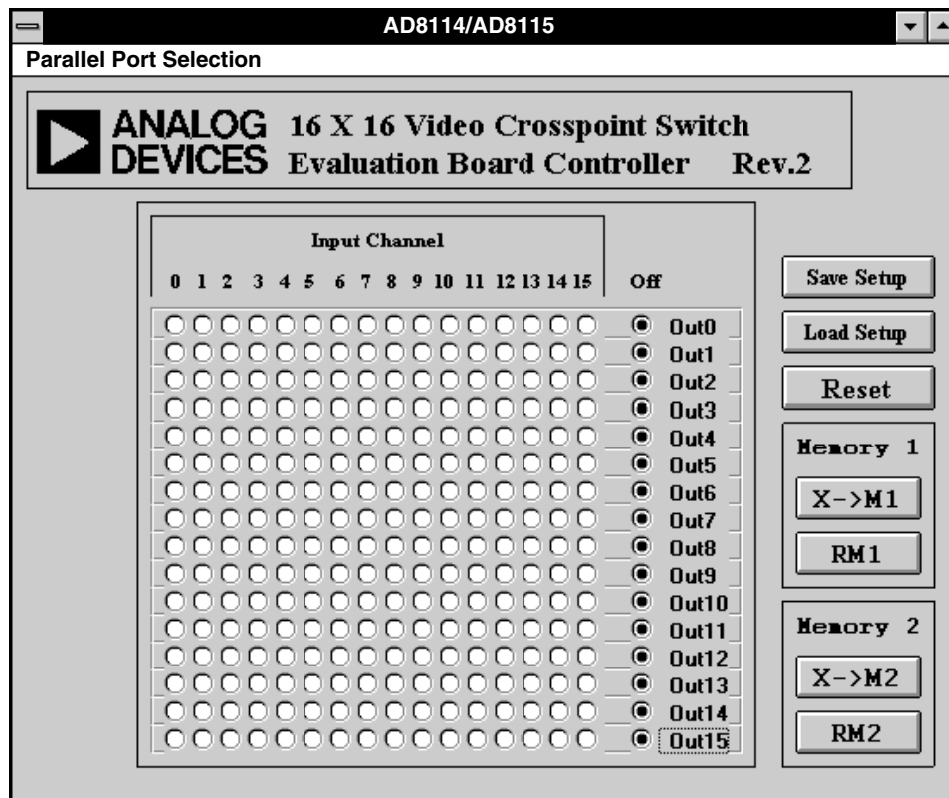 AD8114/AD8115
Parallel Port Selection
ANALOG DEVICES
16 X 16 Video Crosspoint Switch
Evaluation Board Controller Rev.2
Input Channel
0 1 2 3 4 5 6 7 8 9 10 11 12 13 14 15 Off
Out0
Out1
Out2
Out3
Out4
Out5
Out6
Out7
Out8
Out9
Out10
Out11
Out12
Out13
Out14
Out15
Save Setup
Load Setup
Reset
Memory 1
X->M1
RM1
Memory 2
X->M2
RM2